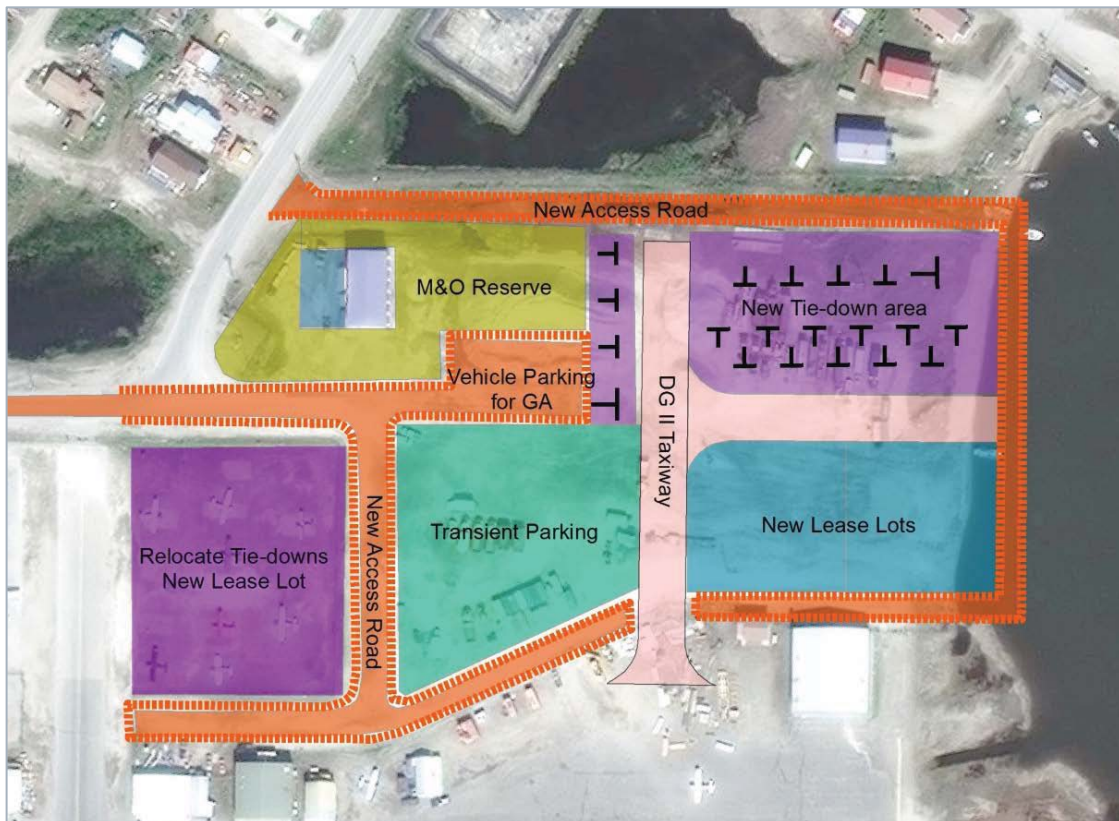 New Access Road
M&O Reserve
New Tie-down area
Vehicle Parking
for GA
DG II Taxiway
New Access Road
Transient Parking
New Lease Lots
Relocate Tie-downs
New Lease Lot